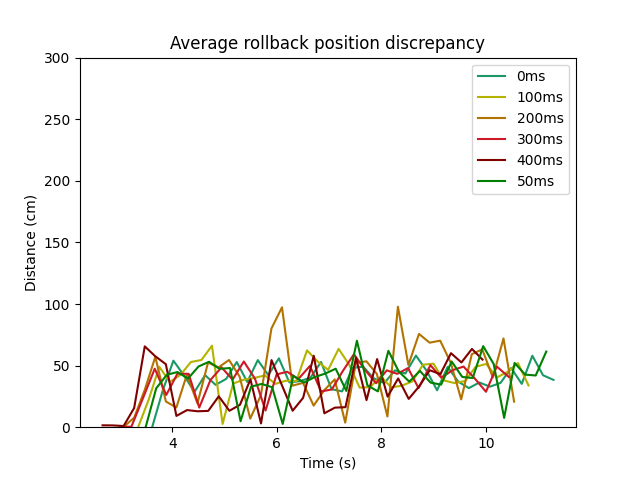 Average rollback position discrepancy
300
250
200
150
100
50
0
Distance (cm)
0ms
100ms
200ms
300ms
400ms
50ms
4
6
8
10
Time (s)